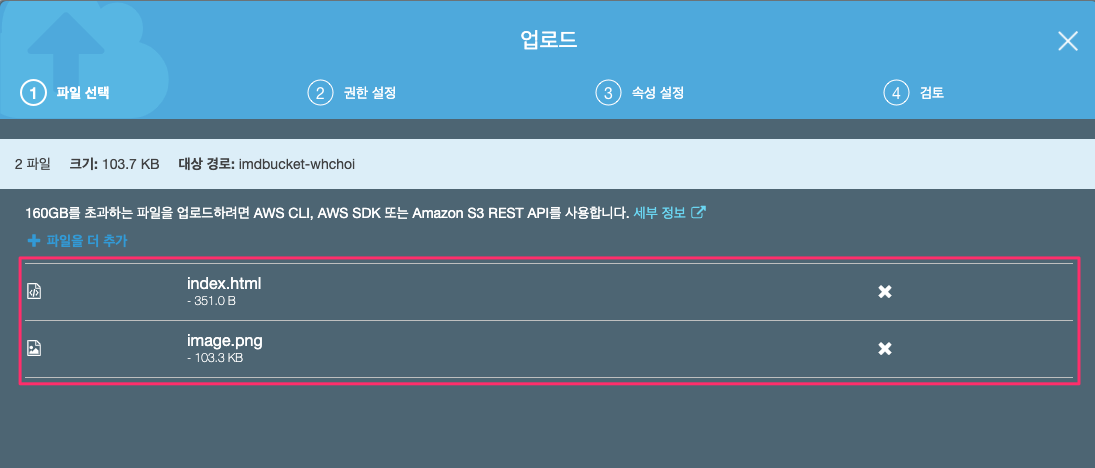 업로드
1 파일 선택
2 권한 설정
3 속성 설정
4 검토
2 파일 크기: 103.7 KB 대상 경로: imdbucket-whchoi
160GB를 초과하는 파일을 업로드하려면 AWS CLI, AWS SDK 또는 Amazon S3 REST API를 사용합니다. 세부 정보
+ 파일을 더 추가
index.html
- 351.0 B
image.png
- 103.3 KB